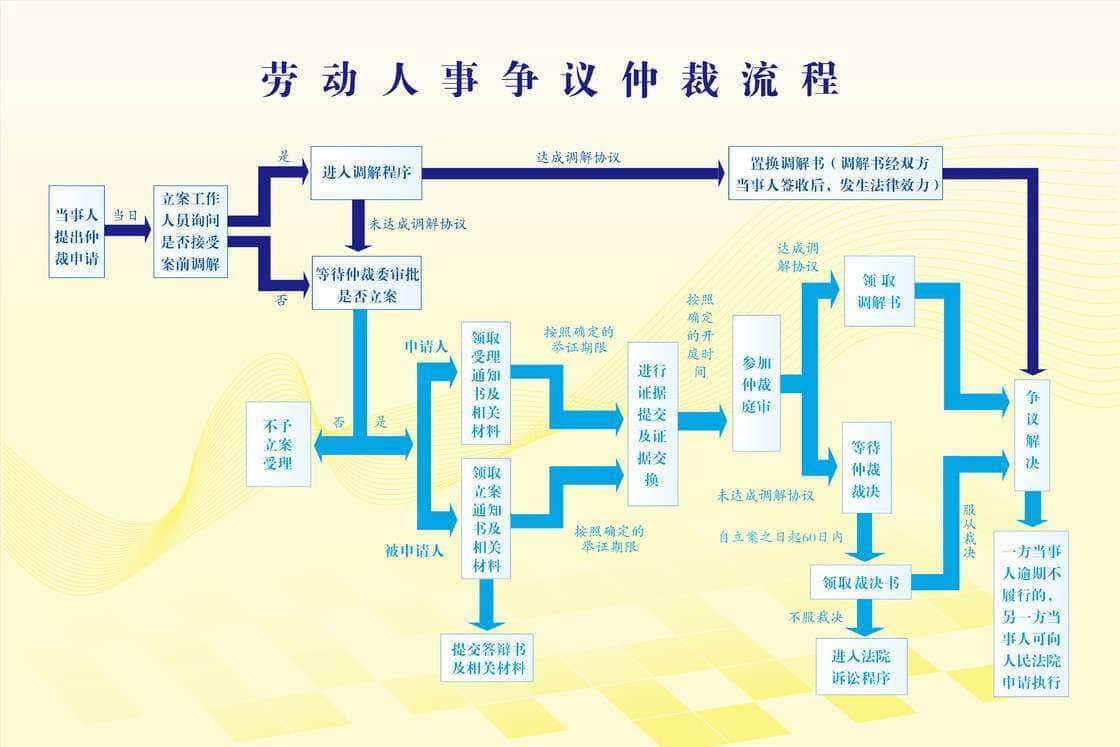 劳动人事争议仲裁流程
当事人
提出仲
裁申请
当日
立案工作
人员询问
是否接受
案前调解
是
否
进入调解程序
达成调解协议
置换调解书（调解书经双方
当事人签收后，发生法律效力）
未达成调解协议
等待仲裁委审批
是否立案
否
是
不予
立案
受理
申请人
被申请人
领取
受理
通知
书及
相关
材料
领取
立案
通知
书及
相关
材料
提交答辩书
及相关材料
按照确定的
举证期限
按照确定的
举证期限
进行
证据
提交
及证
据交
换
按照
确定
的开
庭时
间
参加
仲裁
庭审
达成调
解协议
领取
调解书
未达成调解协议
等待
仲裁
裁决
自立案之日起60日内
领取裁决书
不服裁决
进入法院
诉讼程序
服从裁决
争议解决
一方当事
人逾期不
履行的，
另一方当
事人可向
人民法院
申请执行